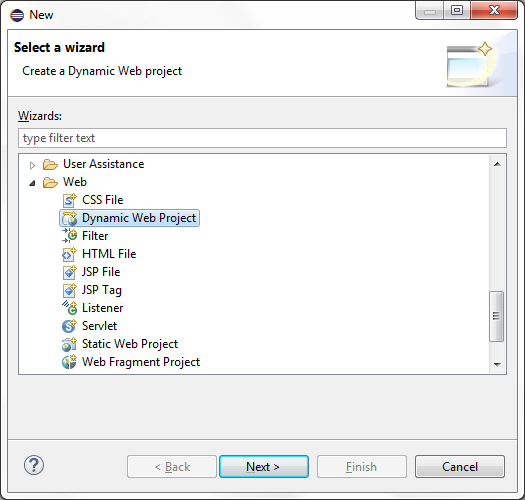 New
Select a wizard
Create a Dynamic Web project
Wizards:
type filter text
User Assistance
Web
CSS File
Dynamic Web Project
Filter
HTML File
JSP File
JSP Tag
Listener
Servlet
Static Web Project
Web Fragment Project
? < Back Next > Finish Cancel